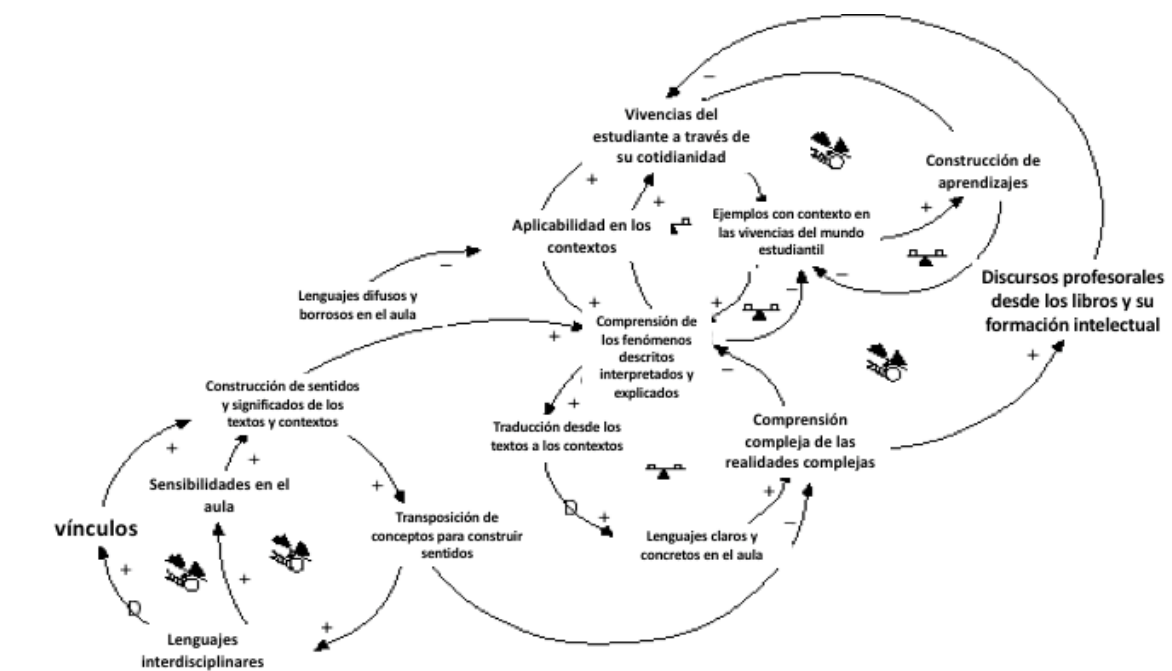 Vivencias del
estudiante a través de
su cotidianidad
Construcción de
aprendizajes
Aplicabilidad en los
contextos
Ejemplos con contexto en
las vivencias del mundo
estudiantil
Discursos profesorales
desde los libros y su
formación intelectual
Lenguajes difusos y
borrosos en el aula
Comprensión de
los fenómenos
descritos
interpretados y
explicados
Construcción de sentidos
y significados de los
textos y contextos
Traducción desde los
textos a los contextos
Comprensión
compleja de las
realidades complejas
Sensibilidades en el
aula
vínculos
Transposición de
conceptos para construir
sentidos
Lenguajes claros y
concretos en el aula
D
D
Lenguajes
interdisciplinares